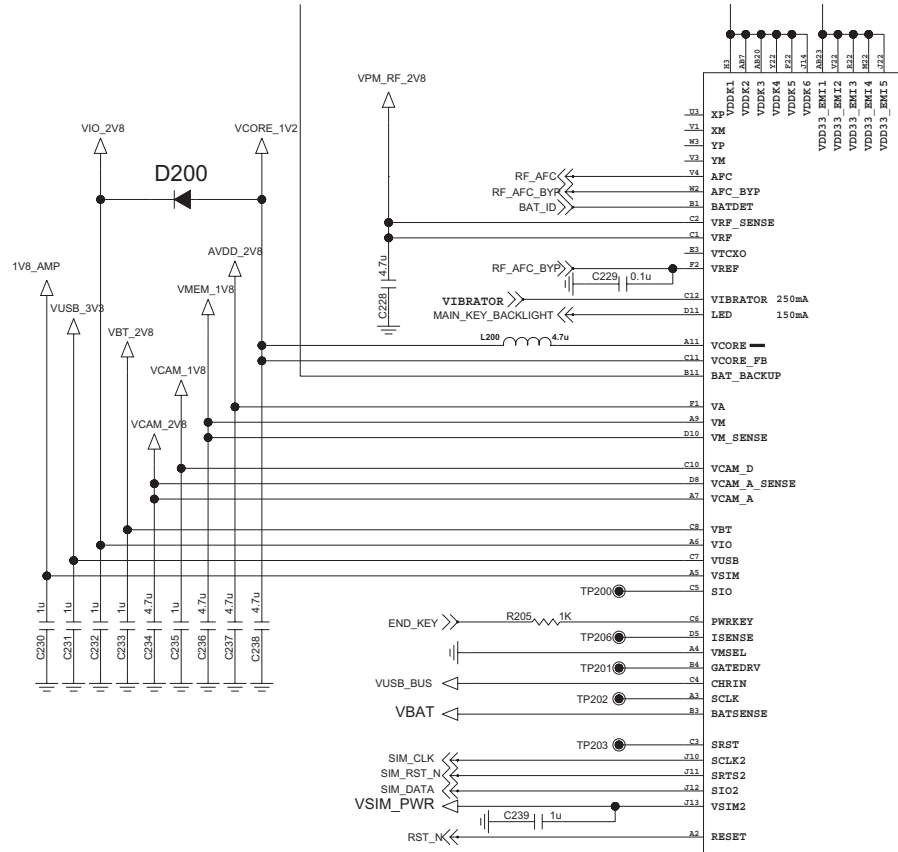 H3 AB7 AB20 Y22 F22 J14 AB23 V22 R22 M22 J22
VDDK1 VDDK2 VDDK3 VDDK4 VDDK5 VDDK6 VDD33_EMI1 VDD33_EMI2 VDD33_EMI3 VDD33_EMI4 VDD33_EMI5
VPM_RF_2V8
U3 XP
VIO_2V8 VCORE_1V2
V1 XM
W3 YP
V3 YM
D200
RF_AFC V4 AFC
RF_AFC_BYP W2 AFC_BYP
BAT_ID B1 BATDET
C2 VRF_SENSE
C1 VRF
AVDD_2V8
E3 VTCXO
1V8_AMP
4.7u
C228
RF_AFC_BYP F2 VREF
C229 0.1u
VMEM_1V8
VIBRATOR C12 VIBRATOR 250mA
VUSB_3V3
MAIN_KEY_BACKLIGHT D11 LED 150mA
VBT_2V8
L200 4.7u A11 VCORE
C11 VCORE_FB
VCAM_1V8
B11 BAT_BACKUP
F1 VA
VCAM_2V8
A9 VM
D10 VM_SENSE
C10 VCAM_D
D8 VCAM_A_SENSE
A7 VCAM_A
C8 VBT
A6 VIO
C7 VUSB
A5 VSIM
TP200 C5 SIO
1u 1u 1u 1u 4.7u 1u 4.7u 4.7u 4.7u
C230 C231 C232 C233 C234 C235 C236 C237 C238
END_KEY R205 1K C6 PWRKEY
TP206 D5 ISENSE
A4 VMSEL
TP201 B4 GATEDRV
VUSB_BUS C4 CHRIN
TP202 A3 SCLK
VBAT B3 BATSENSE
TP203 C3 SRST
SIM_CLK J10 SCLK2
SIM_RST_N J11 SRTS2
SIM_DATA J12 SIO2
VSIM_PWR J13 VSIM2
C239 1u
RST_N A2 RESET